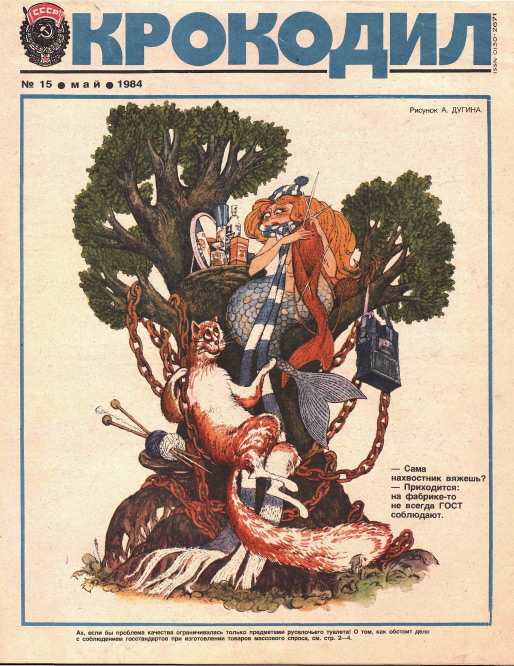 СССР
КРОКОДИЛ
ISSN 0130-2671
№ 15 ● май ● 1984
Рисунок А. ДУГИНА.
— Сама
нахвостник вяжешь?
— Приходится:
на фабрике-то
не всегда ГОСТ
соблюдают.
Ах, если бы проблема качества ограничивалась только предметами русалочьего туалета! О том, как обстоит дело
с соблюдением госстандартов при изготовлении товаров массового спроса, см. стр. 2—4.